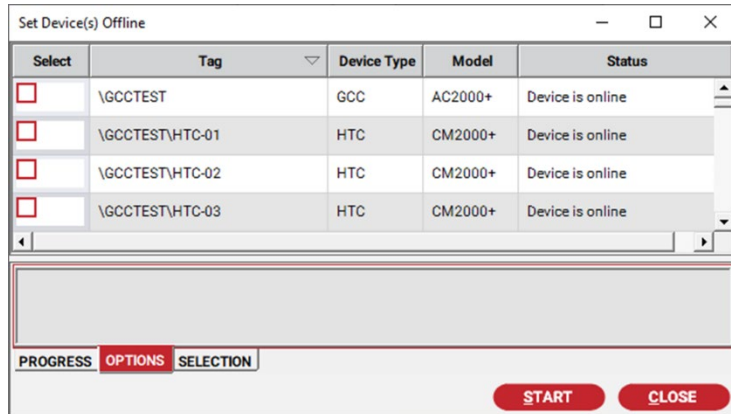 Set Device(s) Offline
Select Tag Device Type Model Status
\GCCTEST GCC AC2000+ Device is online
\GCCTEST\HTC-01 HTC CM2000+ Device is online
\GCCTEST\HTC-02 HTC CM2000+ Device is online
\GCCTEST\HTC-03 HTC CM2000+ Device is online
PROGRESS OPTIONS SELECTION
START CLOSE